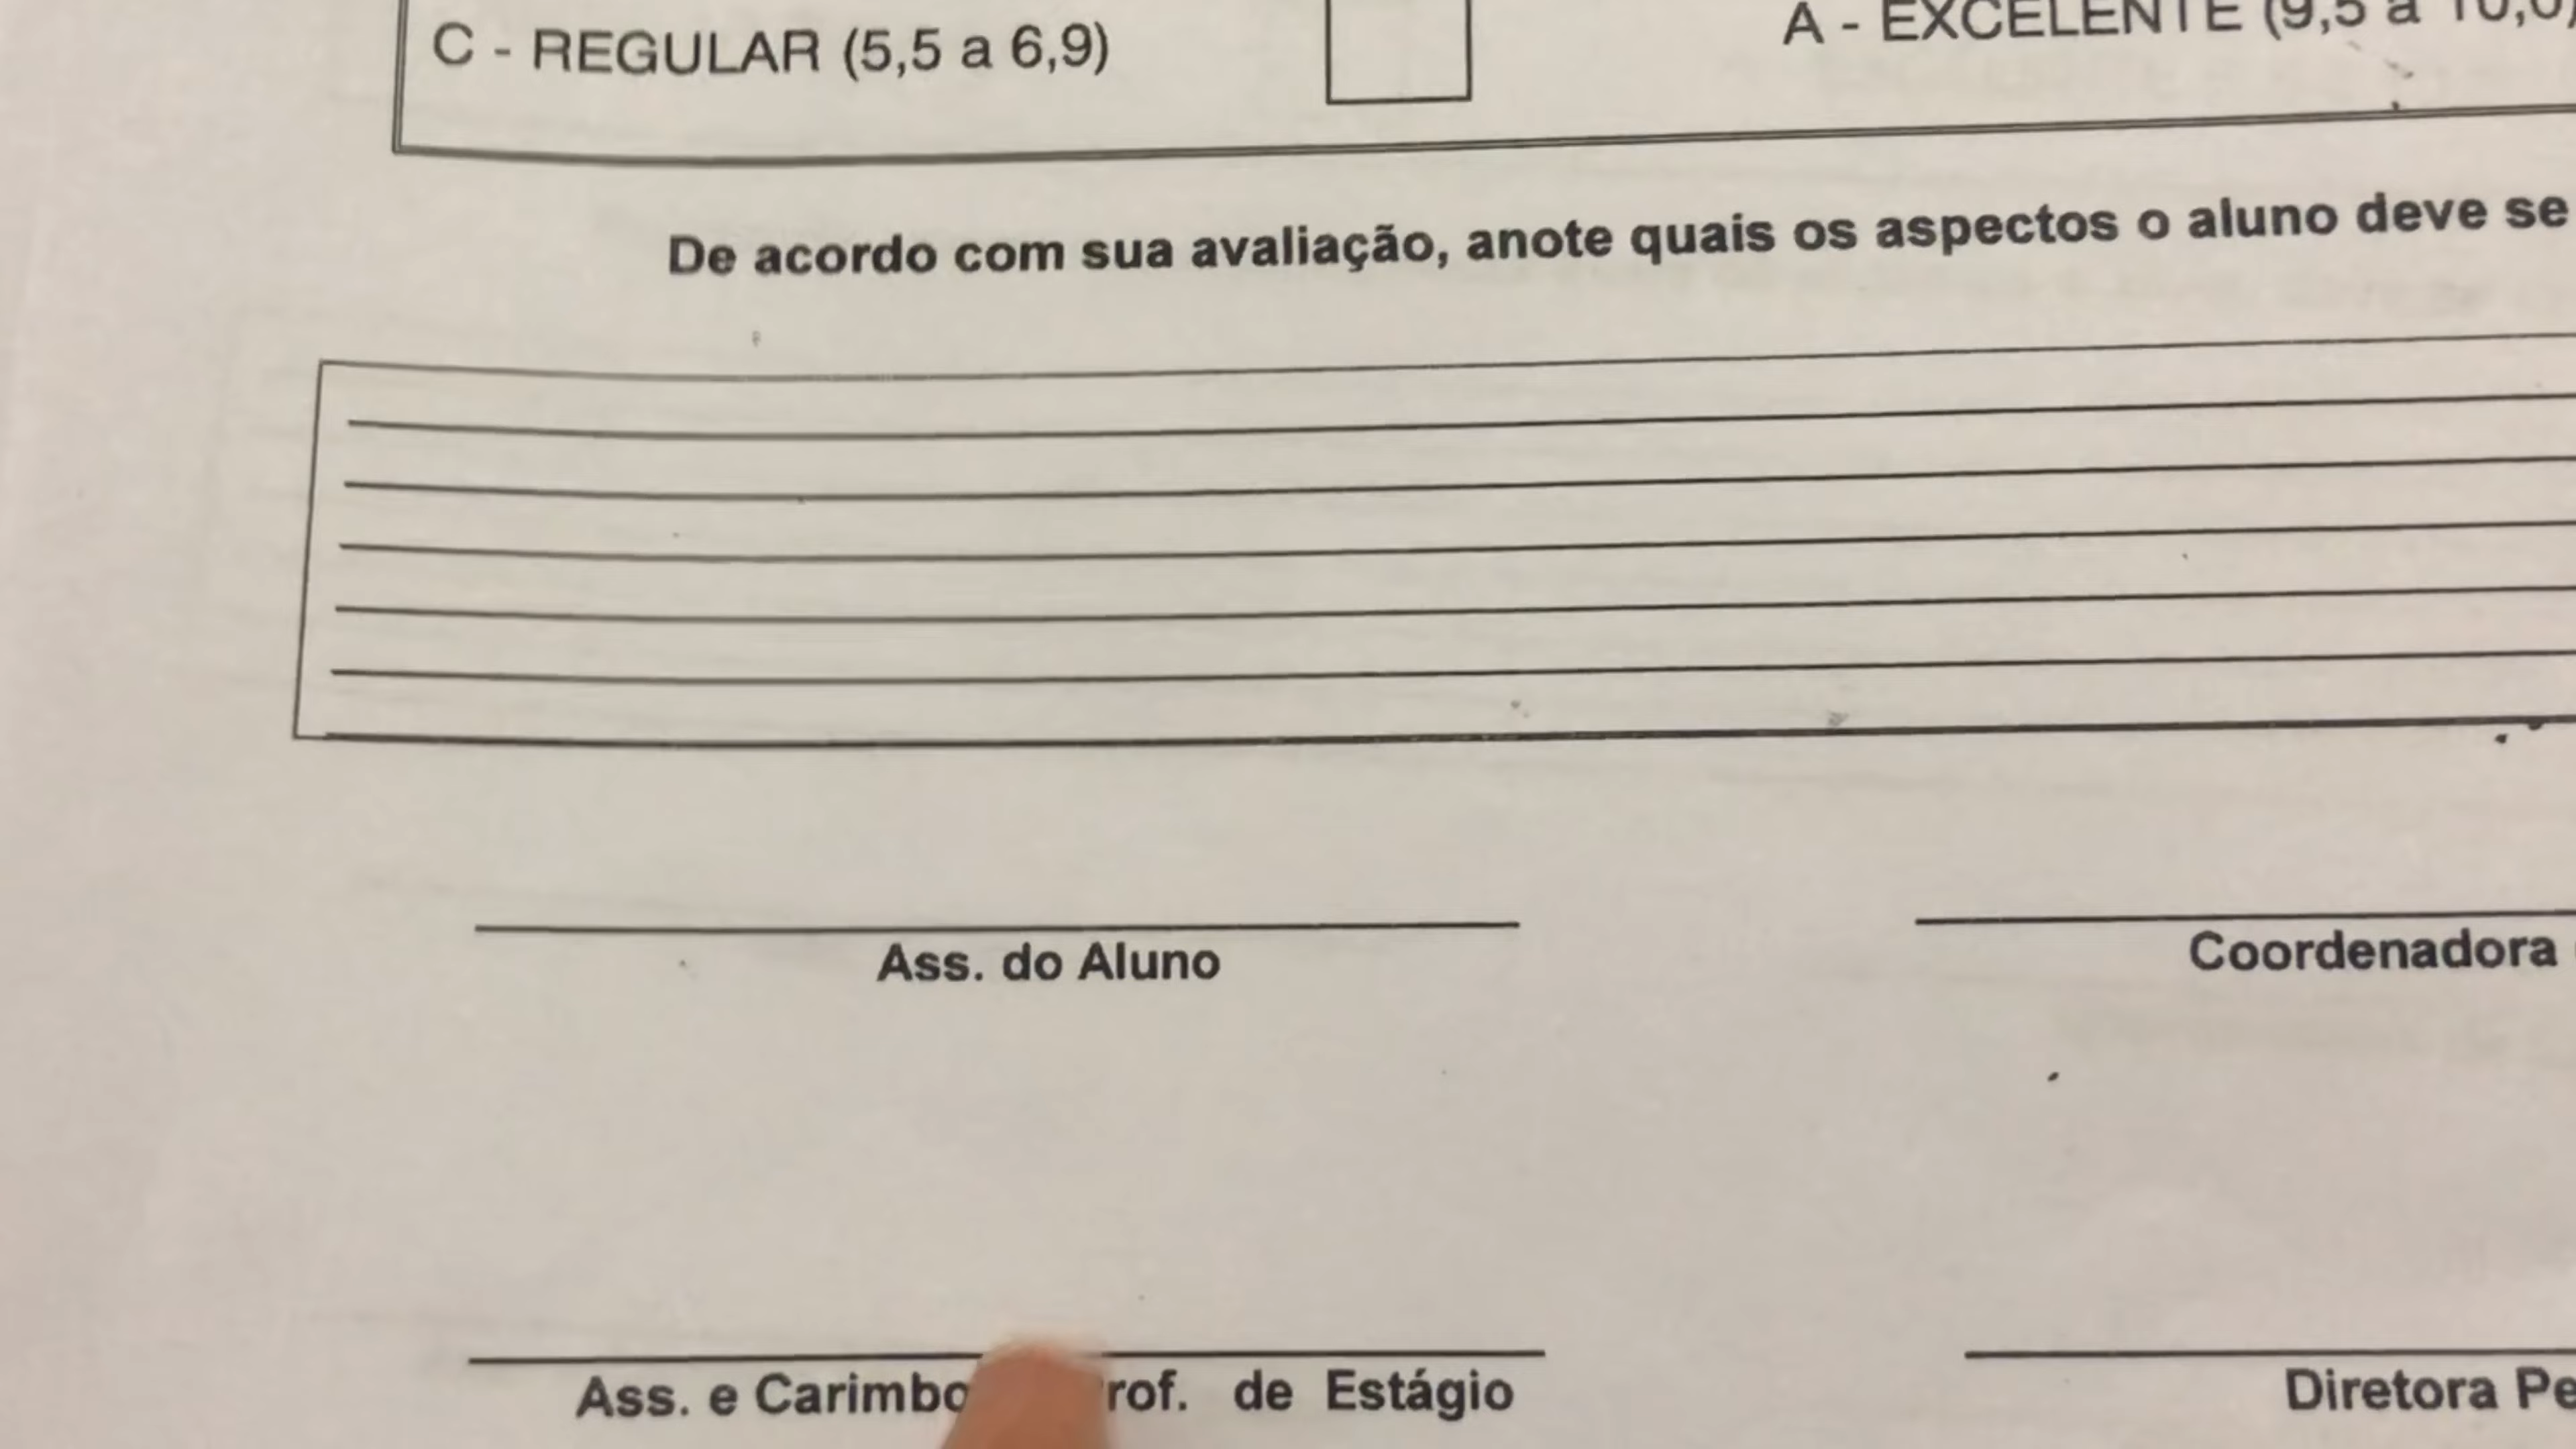 C - REGULAR (5,5 a 6,9)
A - EXCELENTE (9,5 a 10,0)
De acordo com sua avaliação, anote quais os aspectos o aluno deve se
Ass. do Aluno
Coordenadora
Ass. e Carimbo rof. de Estágio
Diretora Pe